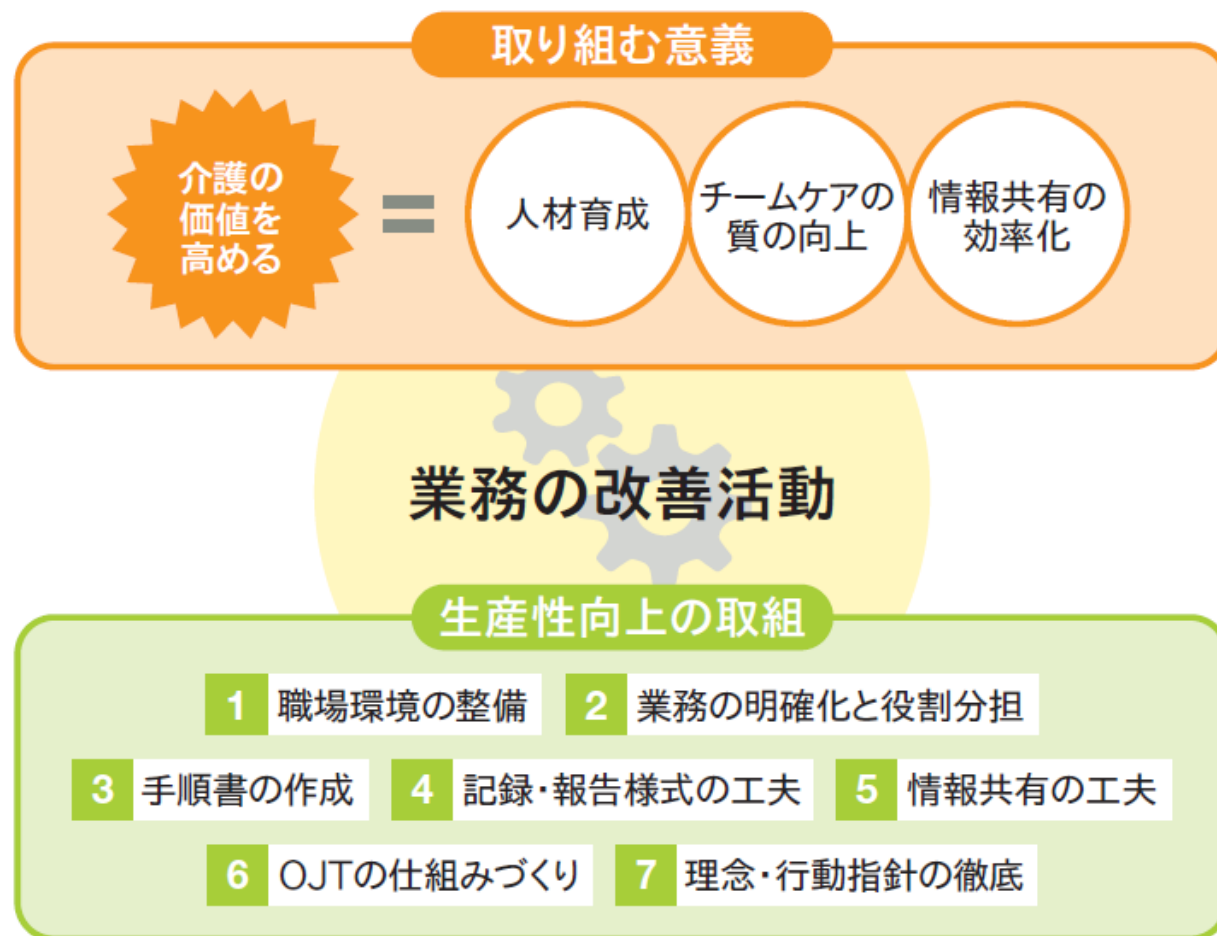 取り組む意義
介護の
価値を
高める
=
人材育成
チームケアの
質の向上
情報共有の
効率化
業務の改善活動
生産性向上の取組
1 職場環境の整備
2 業務の明確化と役割分担
3 手順書の作成
4 記録・報告様式の工夫
5 情報共有の工夫
6 OJTの仕組みづくり
7 理念・行動指針の徹底